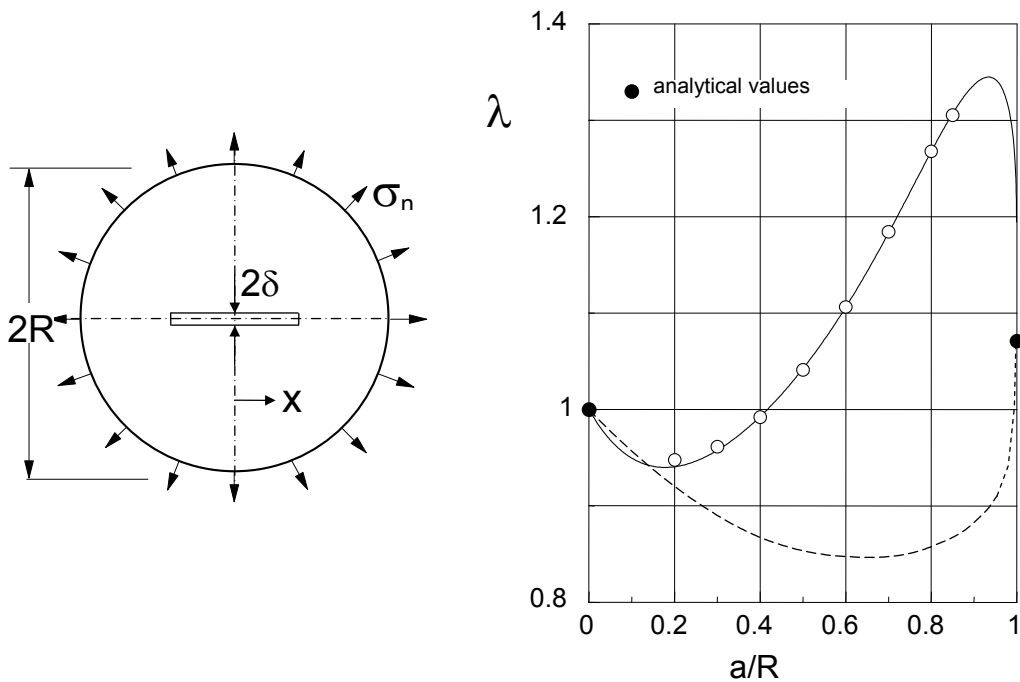 2R
2δ
σn
x
λ
● analytical values
1.4
1.2
1
0.8
0
0.2
0.4
0.6
0.8
1
a/R